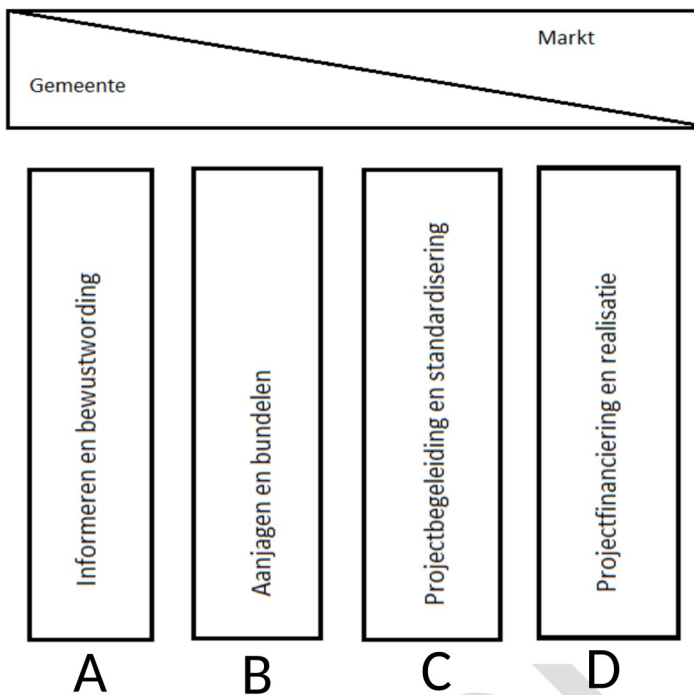 Markt
Gemeente
Informeren en bewustwording
Aanjagen en bundelen
Projectbegeleiding en standardisering
Projectfinanciering en realisatie
A
B
C
D